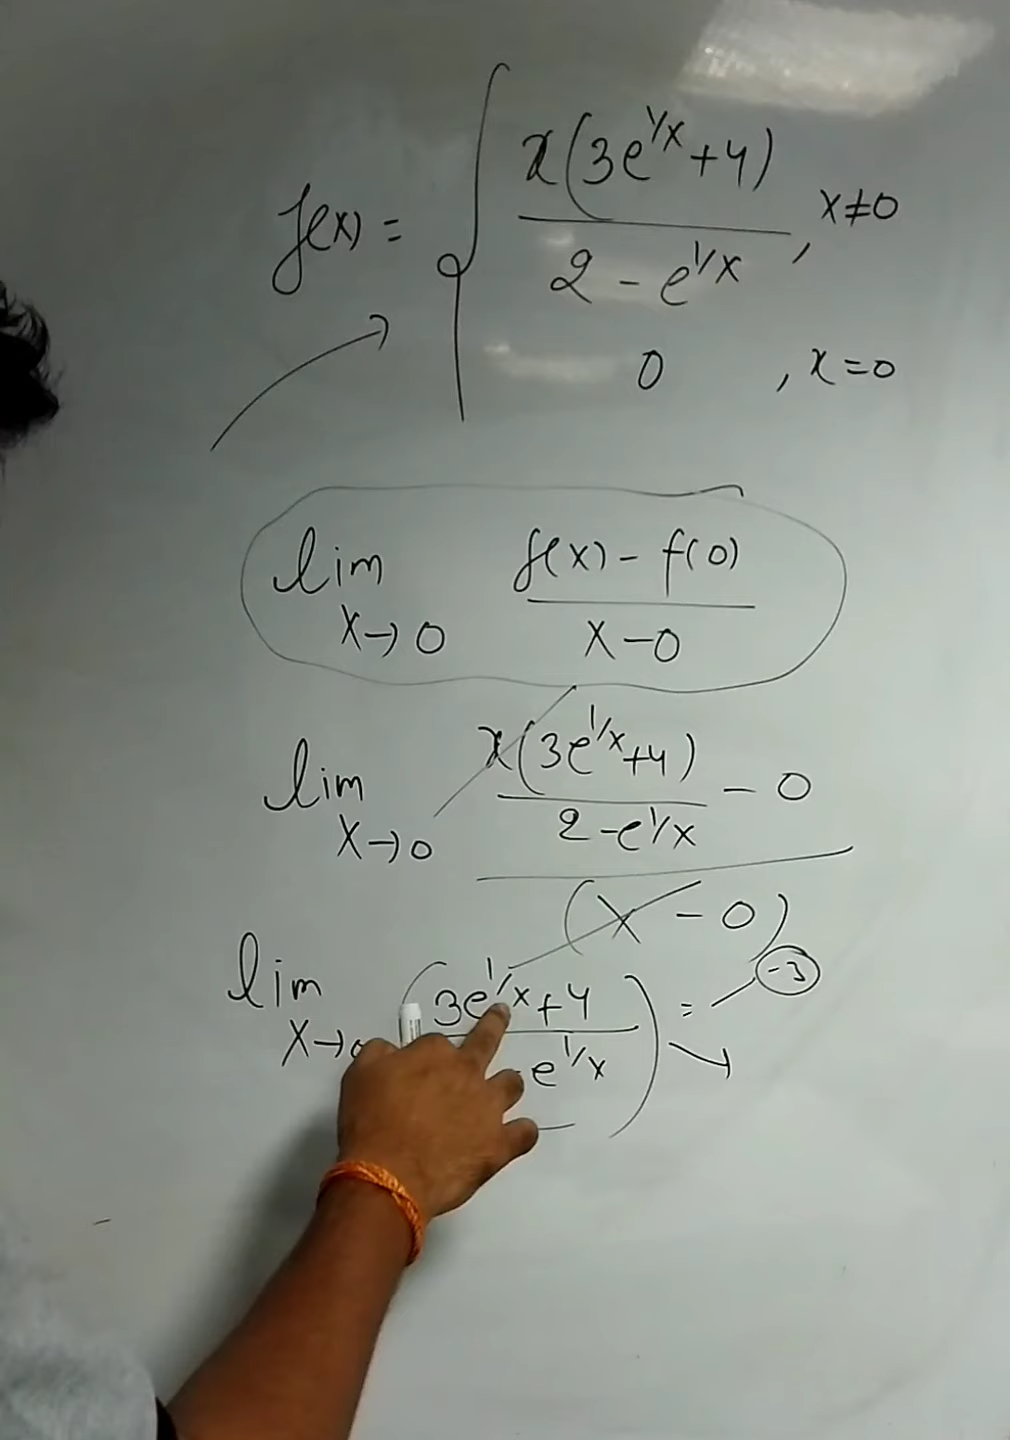 f(x) = { x(3e^{1/x}+4) / 2 - e^{1/x} , x≠0
0 , x=0
lim x→0 f(x) - f(0) / x-0
lim x→0 x(3e^{1/x}+4) / 2-e^{1/x} - 0 / (x - 0)
lim x→0 (3e^{1/x}+4 / - e^{1/x}) = -3